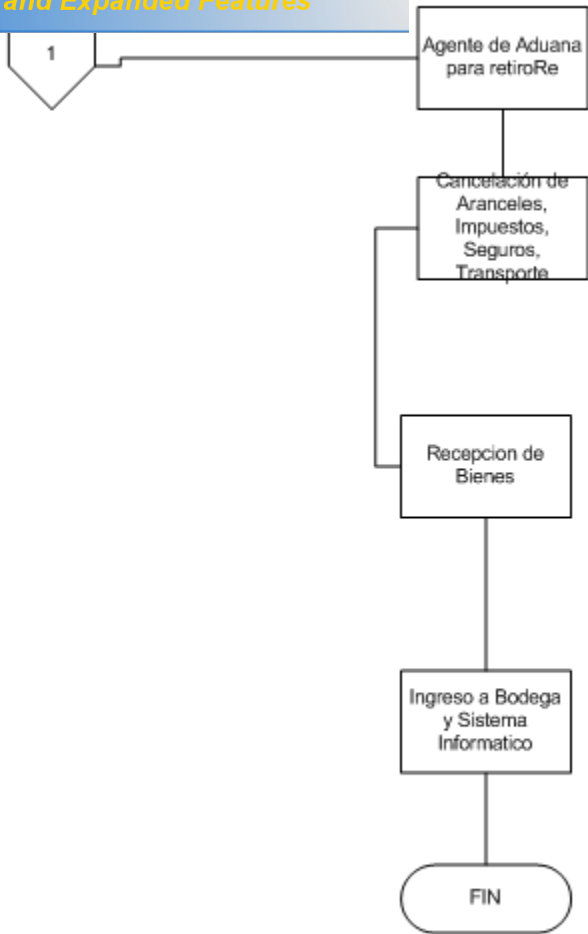 and Expanded Features
1
Agente de Aduana
para retiroRe
Cancelación de
Aranceles,
Impuestos,
Seguros,
Transporte
Recepcion de
Bienes
Ingreso a Bodega
y Sistema
Informatico
FIN